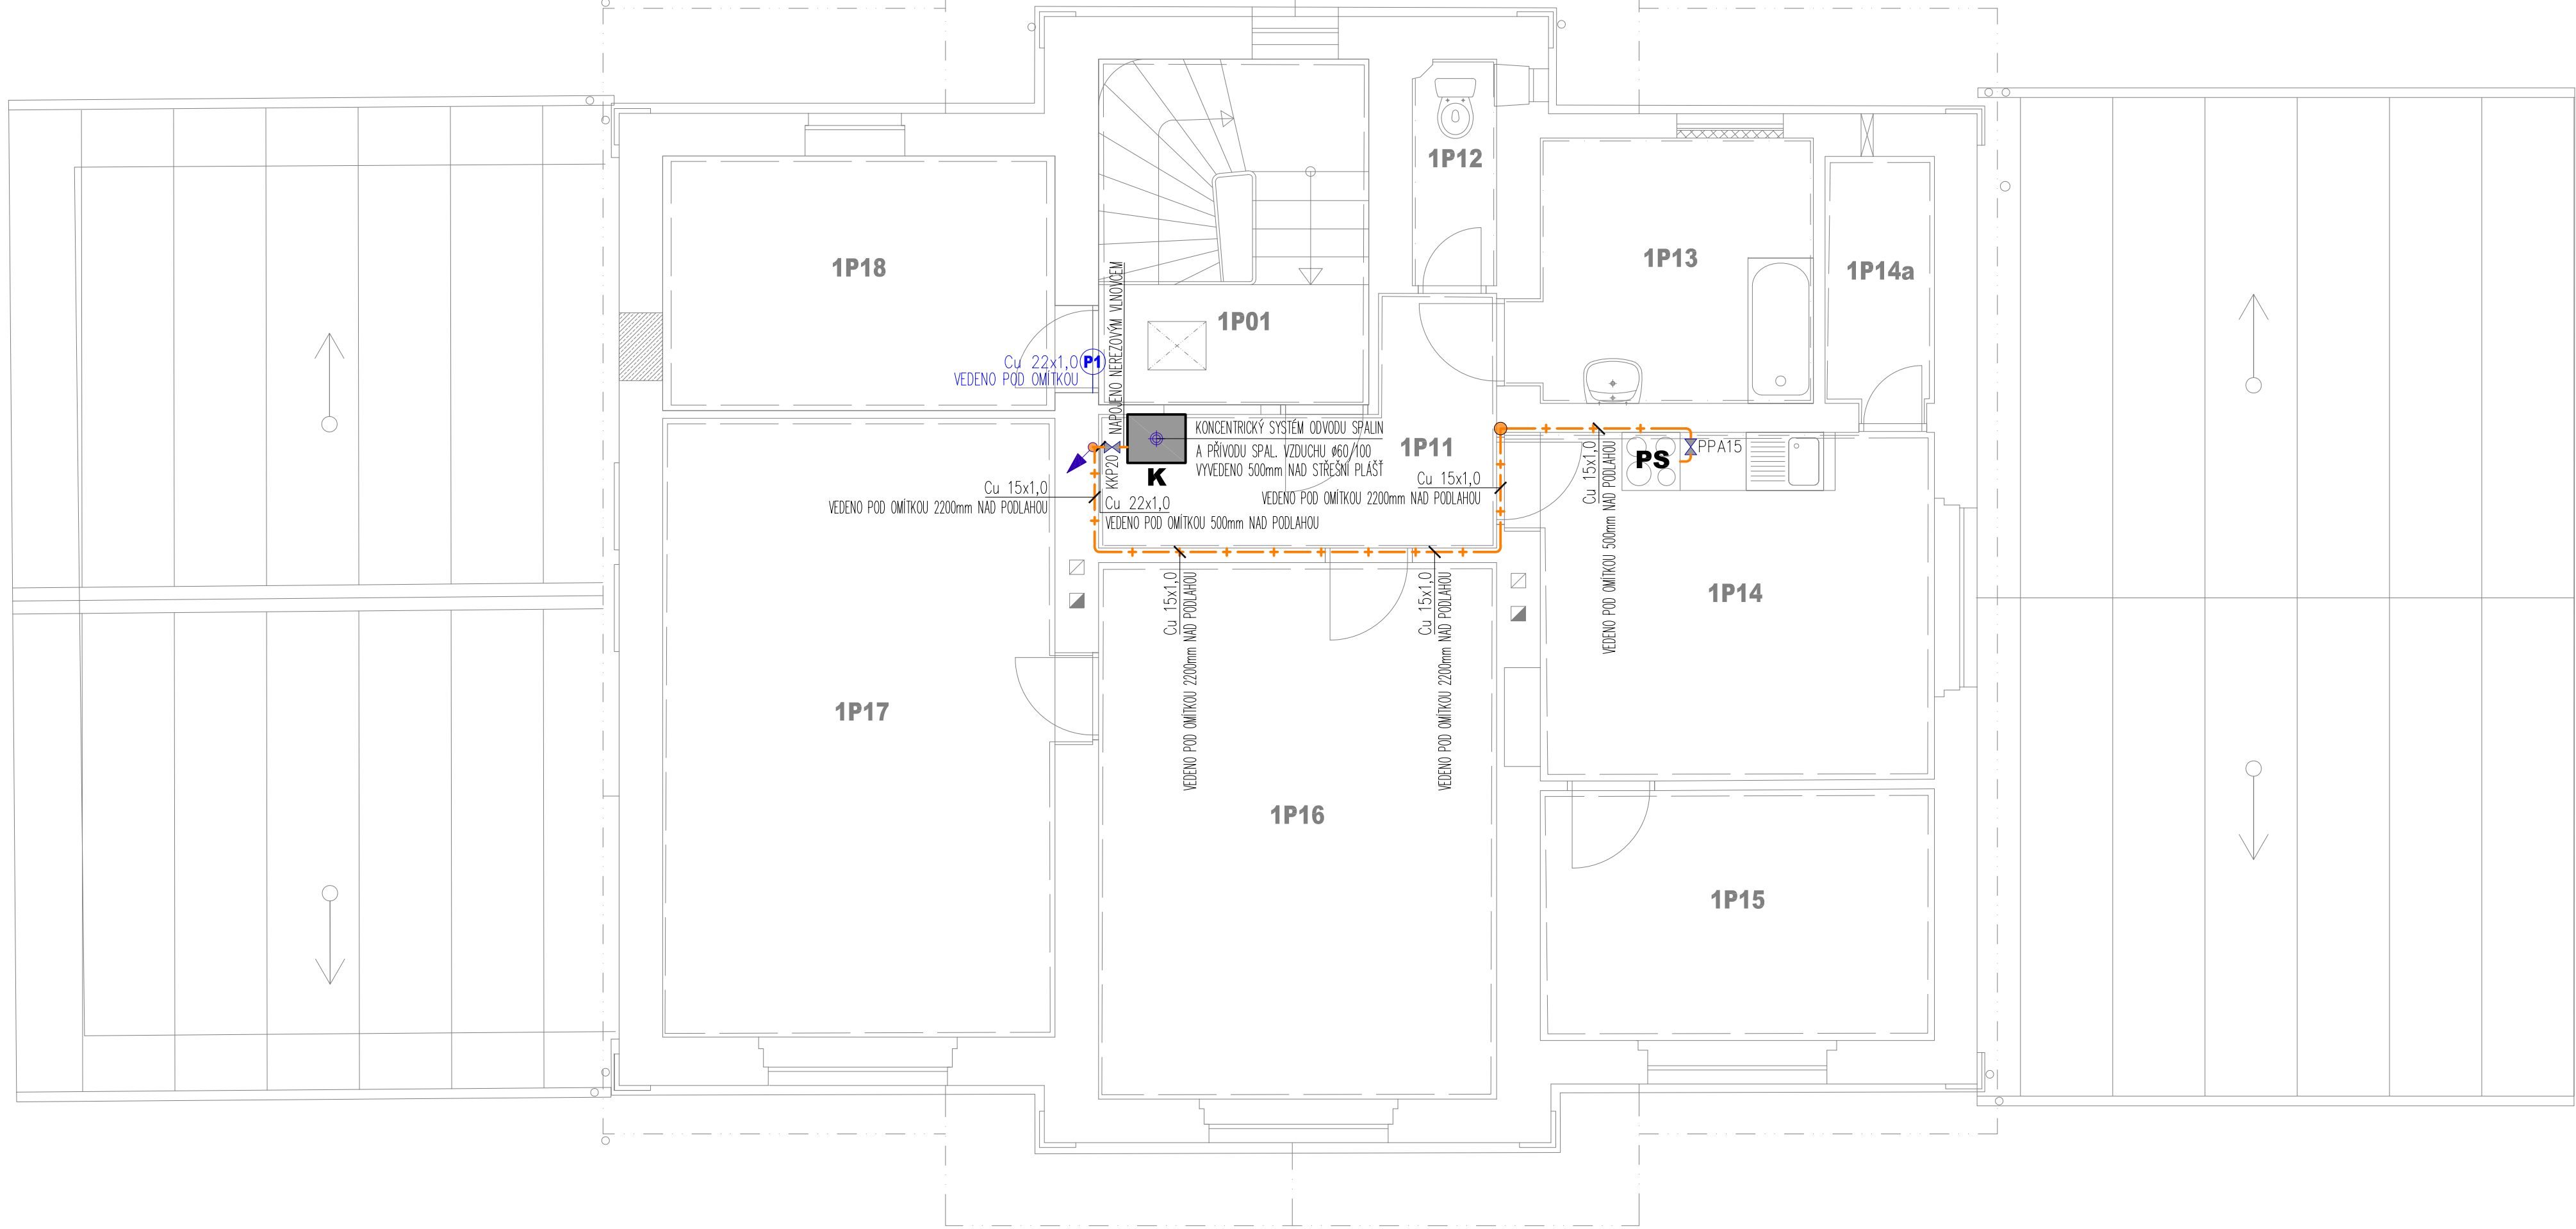 1P12
1P13
1P14a
1P18
1P01
NAPOJENO NEREZOVÝM VLNOVCEM
Cu 22x1,0
P1
VEDENO POD OMÍTKOU
KONCENTRICKÝ SYSTÉM ODVODU SPALIN
A PŘÍVODU SPAL. VZDUCHU ø60/100
VYVEDENO 500mm NAD STŘEŠNÍ PLÁŠŤ
1P11
K
KKP20
PS
PPA15
Cu 15x1,0
VEDENO POD OMÍTKOU 2200mm NAD PODLAHOU
Cu 22x1,0
VEDENO POD OMÍTKOU 500mm NAD PODLAHOU
Cu 15x1,0
VEDENO POD OMÍTKOU 2200mm NAD PODLAHOU
Cu 15x1,0
VEDENO POD OMÍTKOU 500mm NAD PODLAHOU
Cu 15x1,0
VEDENO POD OMÍTKOU 2200mm NAD PODLAHOU
Cu 15x1,0
VEDENO POD OMÍTKOU 2200mm NAD PODLAHOU
1P14
1P17
1P16
1P15